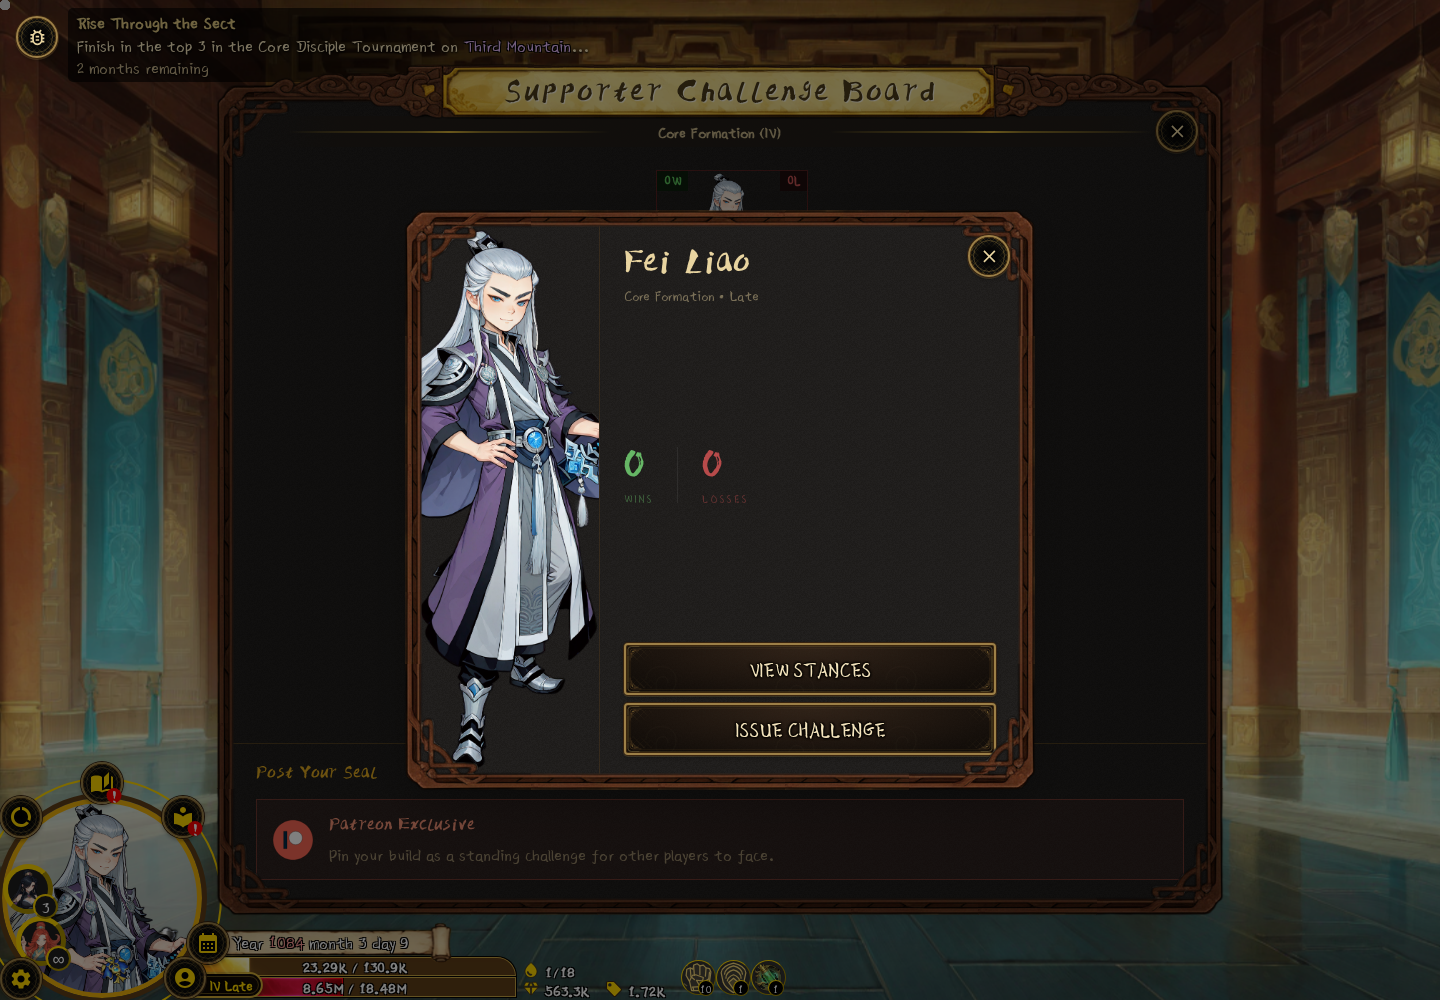 Rise Through the Sect
Finish in the top 3 in the Core Disciple Tournament on Third Mountain...
2 months remaining
Supporter Challenge Board
Core Formation (IV)
0W
0L
Fei Liao
Core Formation • Late
0
WINS
0
LOSSES
VIEW STANCES
ISSUE CHALLENGE
Post Your Seal
Patreon Exclusive
Pin your build as a standing challenge for other players to face.
3
∞
Year 1084 month 3 day 9
23.29K / 130.9K
IV Late
8.65M / 18.48M
1/18
563.3K
1.72K
10
1
1